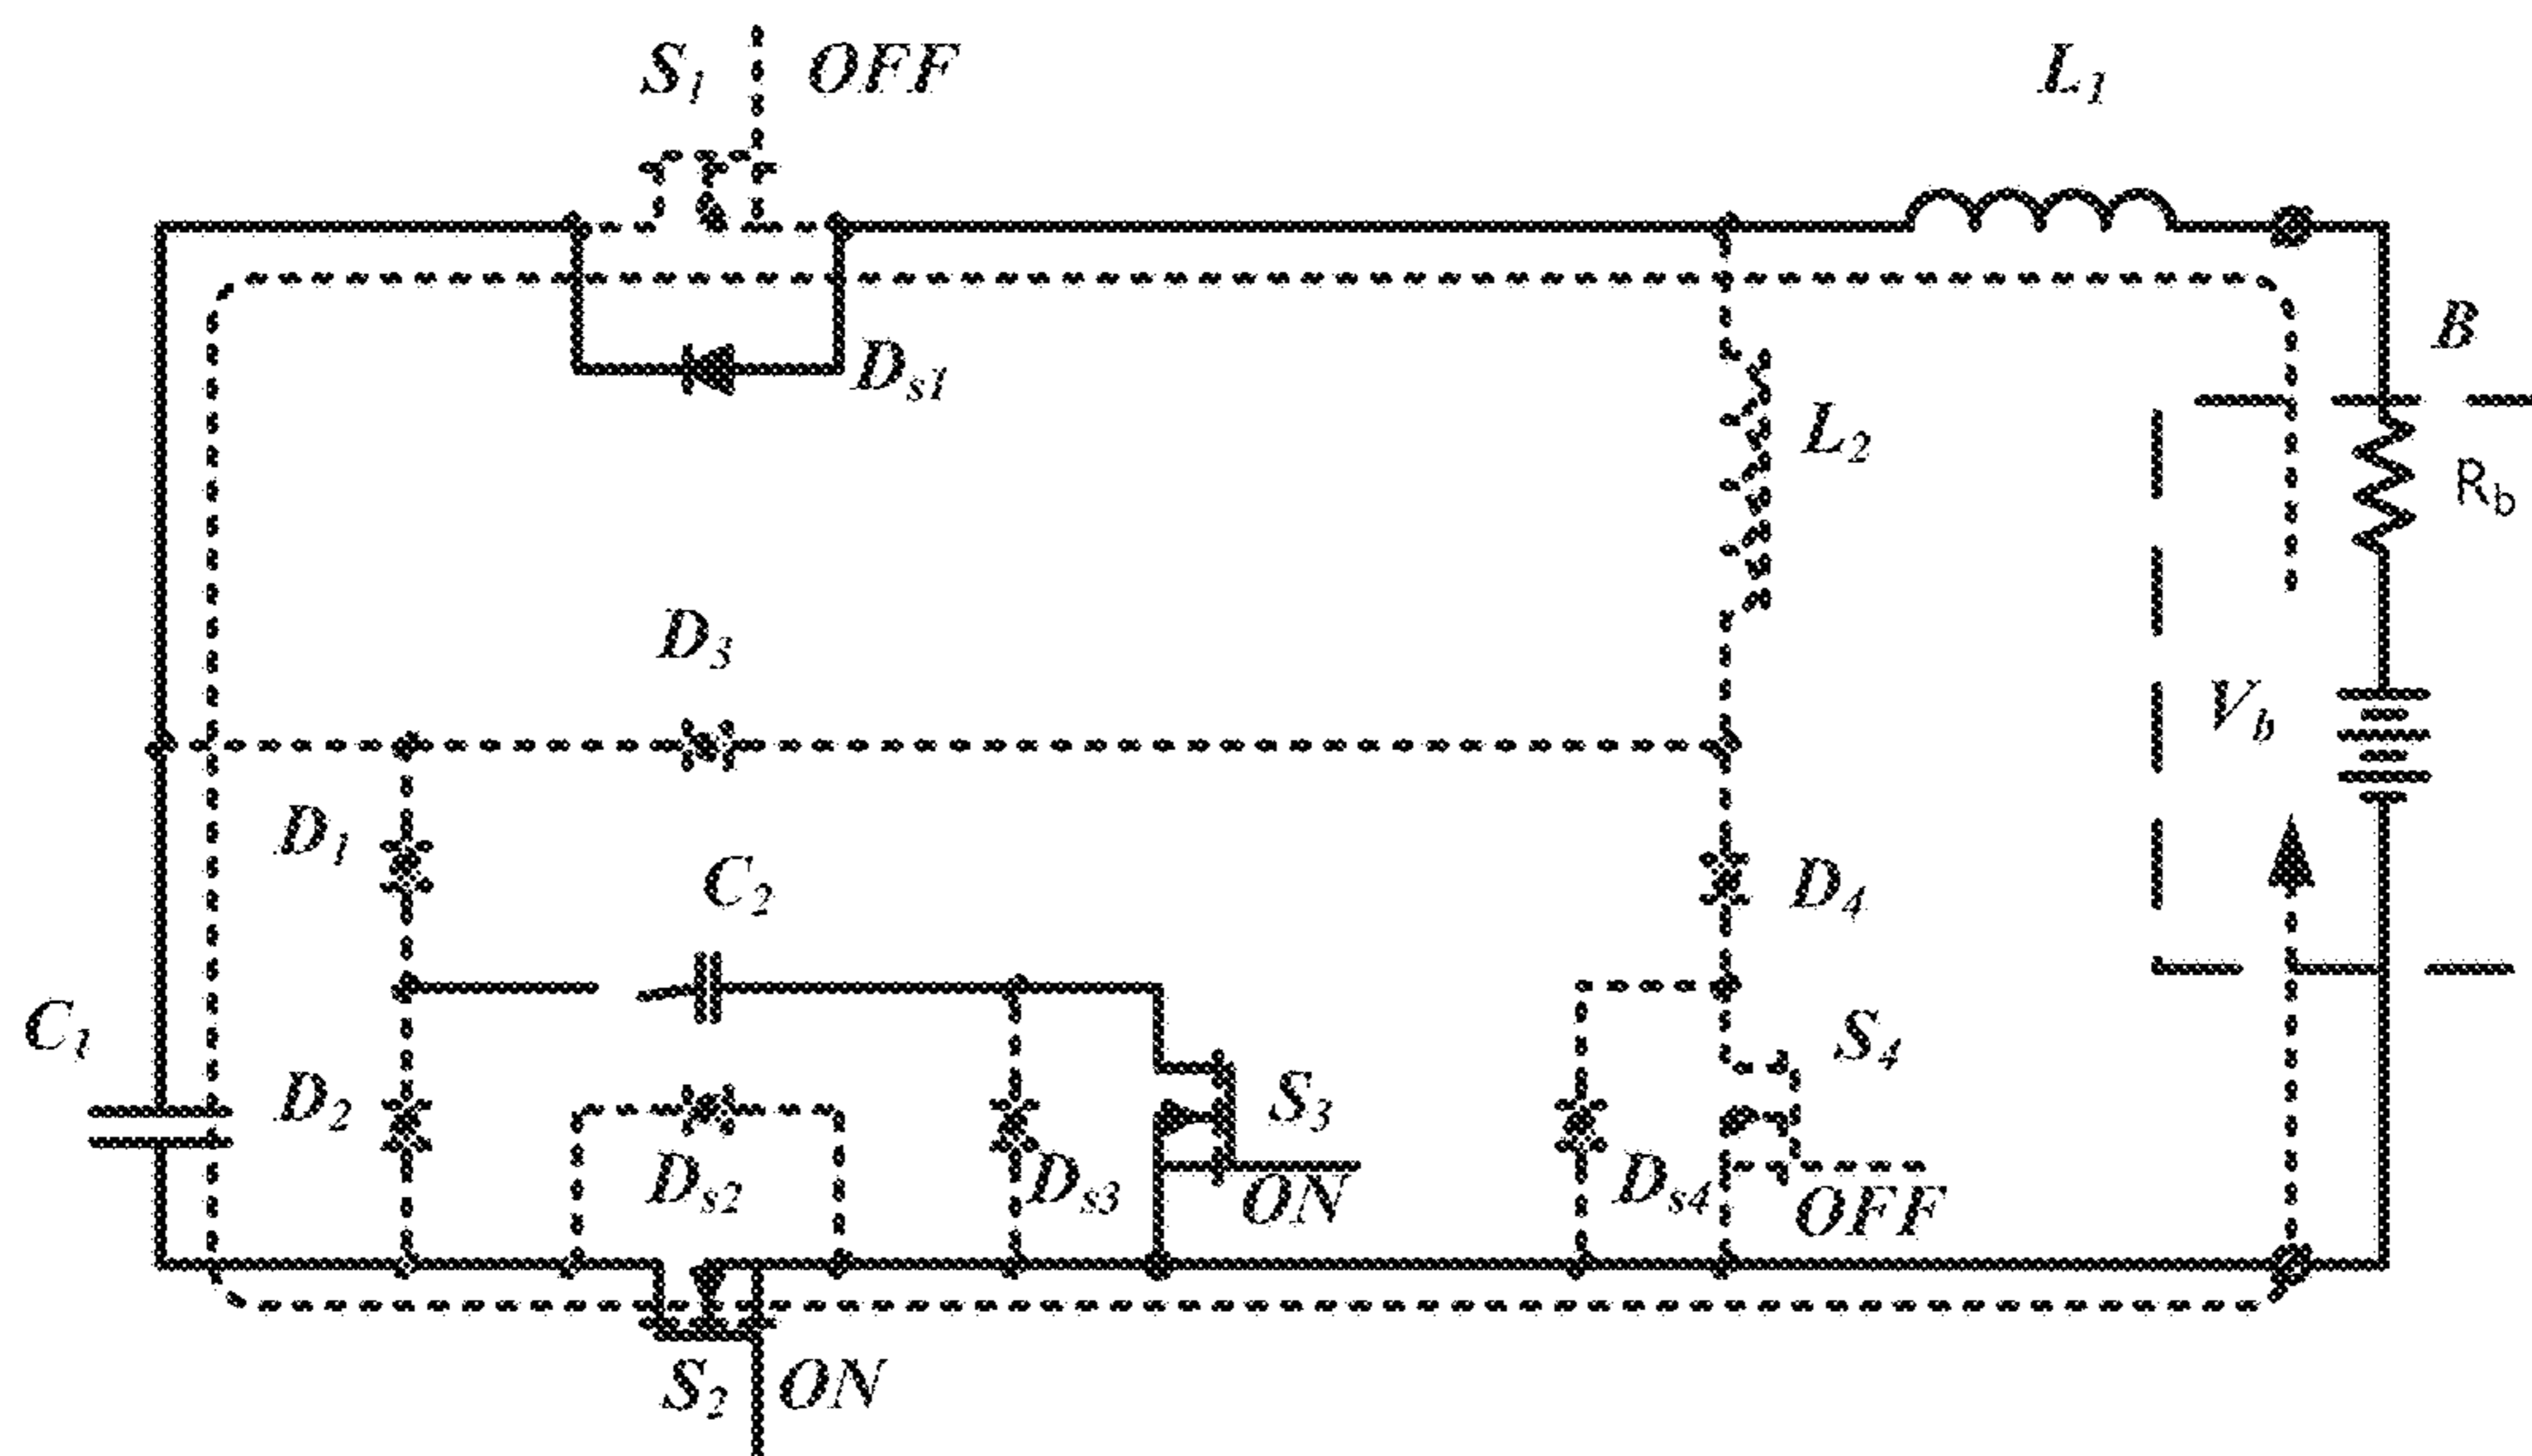 S1 OFF L1
Ds1 B
L2 Rb
D3
Vb
D1 C2 D4
C1 S4
D2 S3
Ds2 Ds3 ON Ds4 OFF
S2 ON